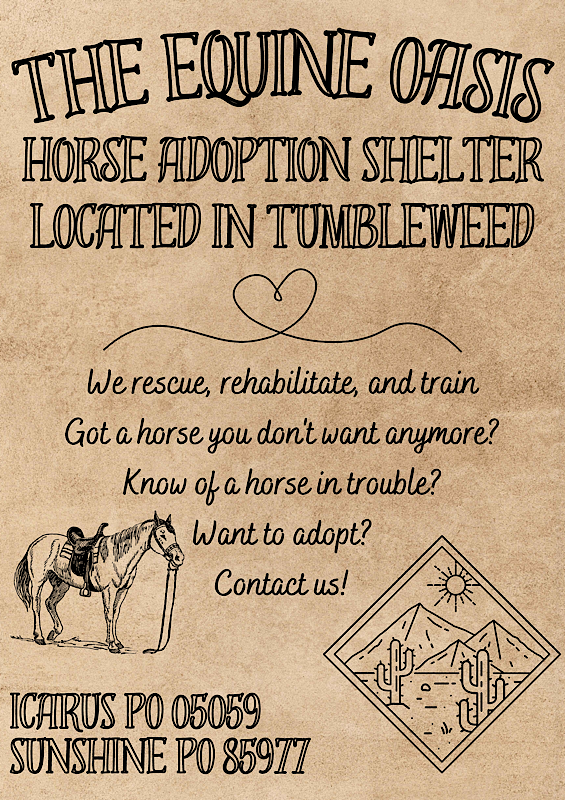 THE EQUINE OASIS
HORSE ADOPTION SHELTER
LOCATED IN TUMBLEWEED
We rescue, rehabilitate, and train
Got a horse you don't want anymore?
Know of a horse in trouble?
Want to adopt?
Contact us!
ICARUS PO 05059
SUNSHINE PO 85977